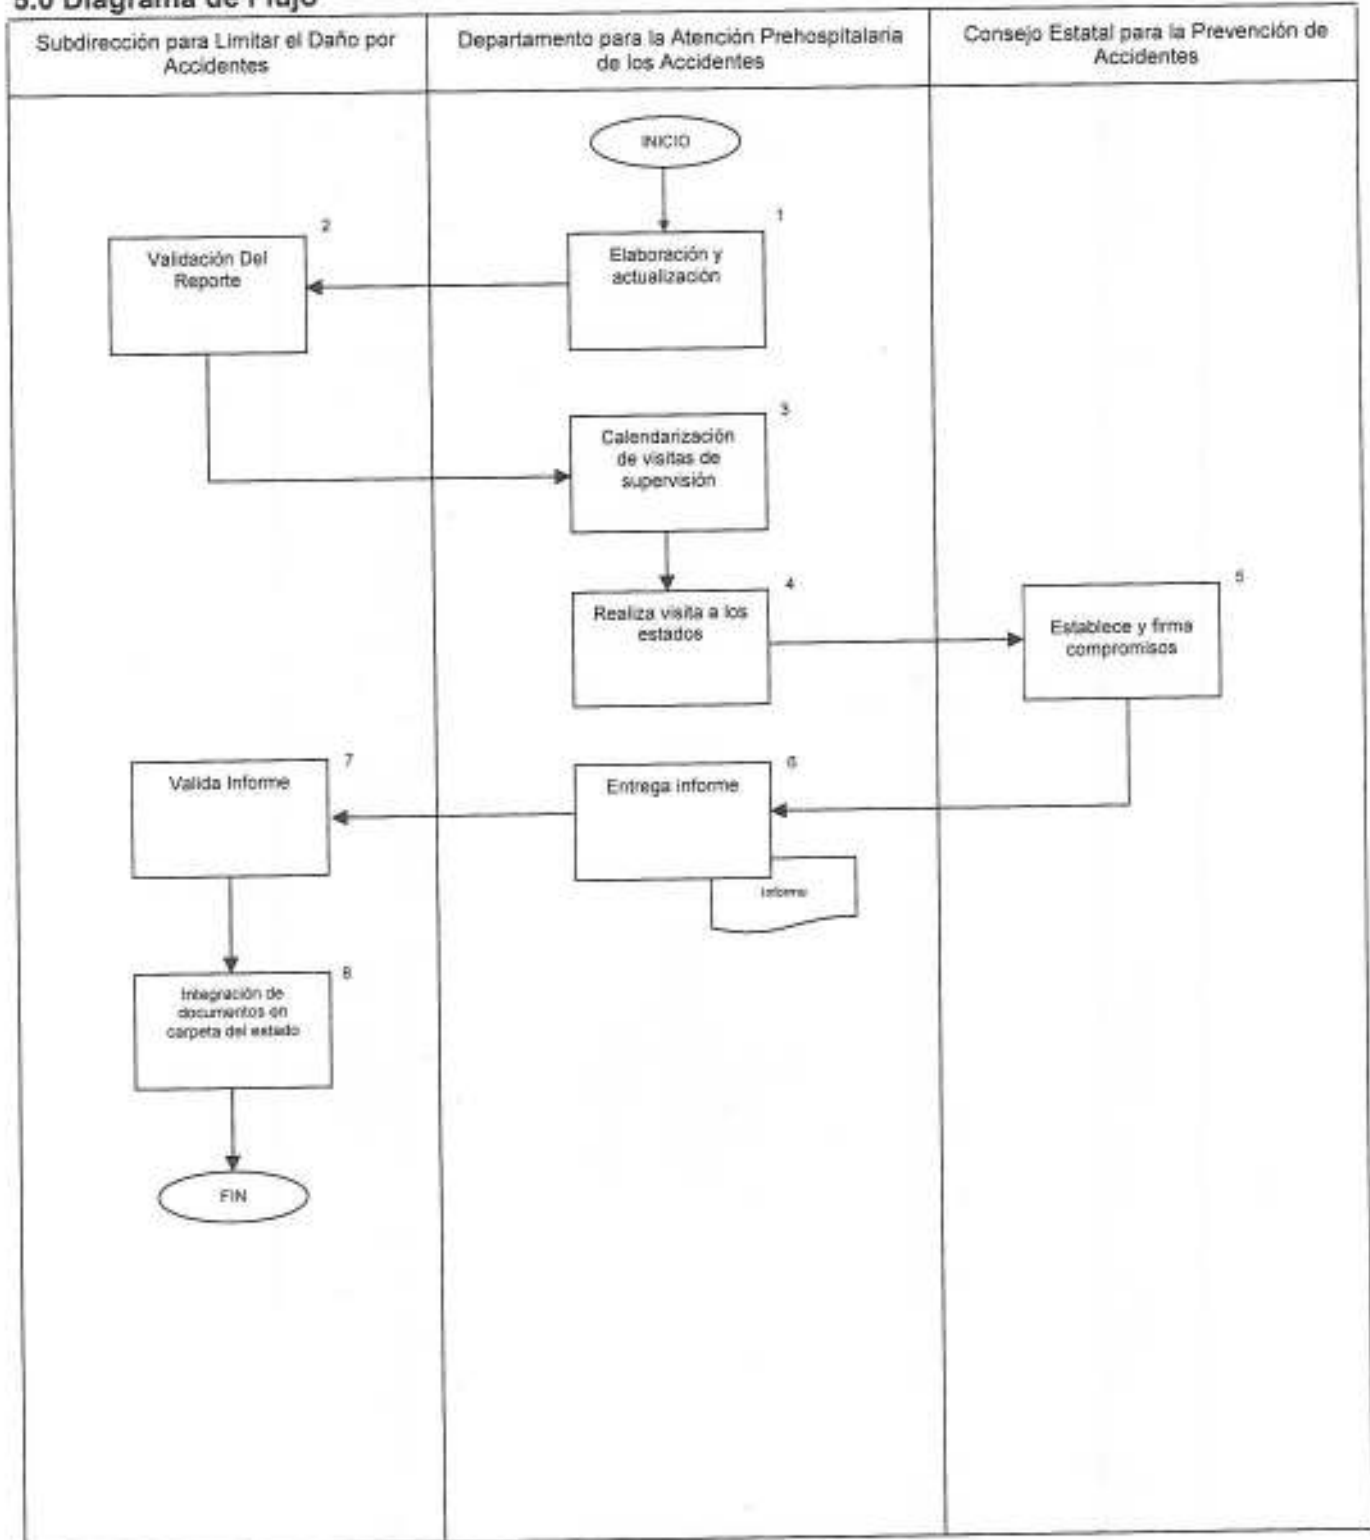 5.0 Diagrama de Flujo
Subdirección para Limitar el Daño por
Accidentes
Departamento para la Atención Prehospitalaria
de los Accidentes
Consejo Estatal para la Prevención de
Accidentes
INICIO
1
Elaboración y
actualización
2
Validación Del
Reporte
3
Calendarización
de visitas de
supervisión
4
Realiza visita a los
estados
5
Establece y firma
compromisos
6
Entrega informe
Informe
7
Valida Informe
8
Integración de
documentos en
carpeta del estado
FIN